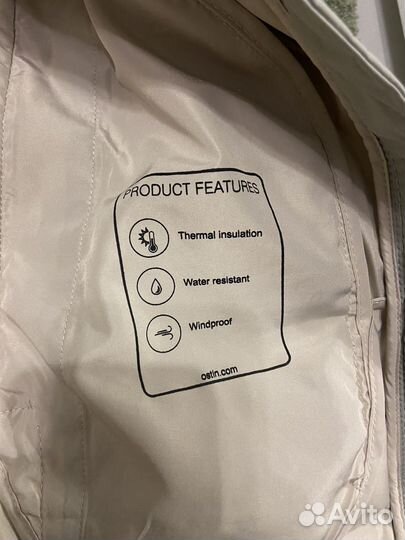 PRODUCT FEATURES
Thermal insulation
Water resistant
Windproof
ostin.com
Avito